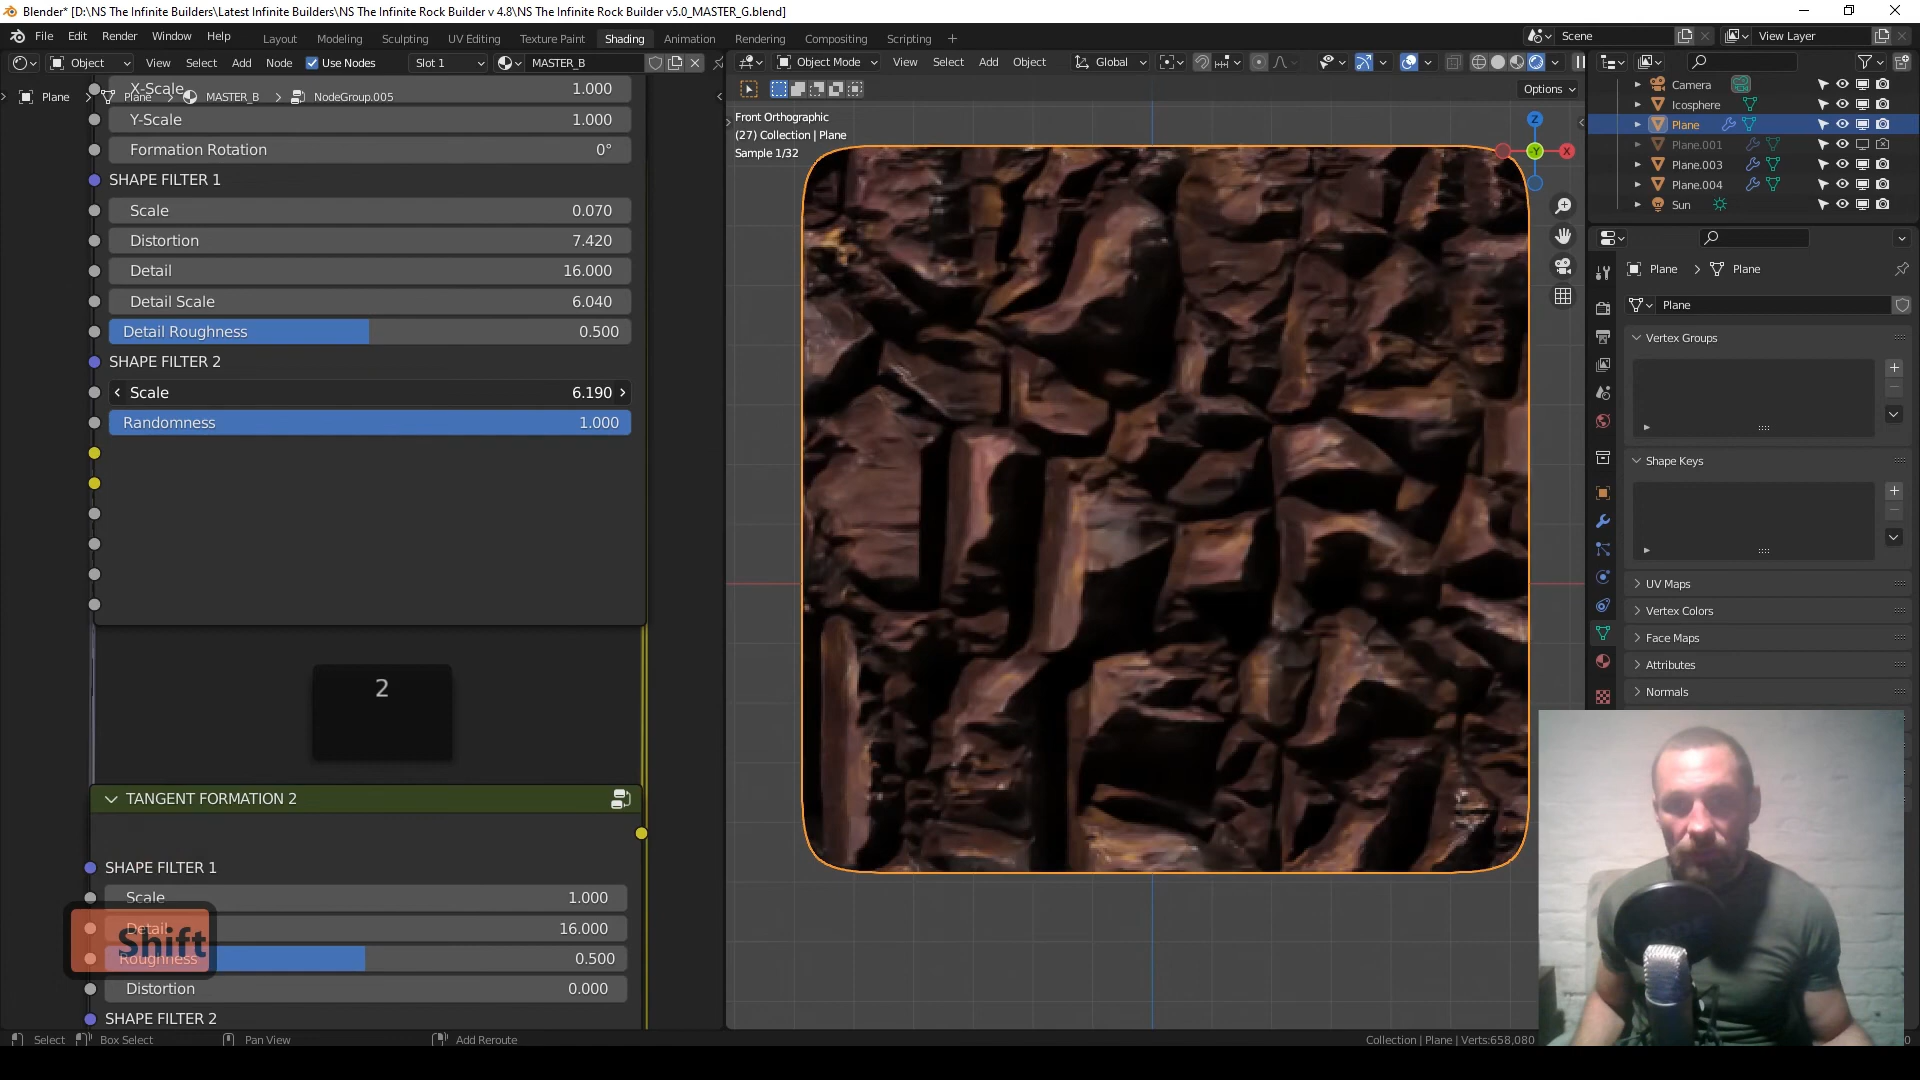 Blender* [D:\NS The Infinite Builders\Latest Infinite Builders\NS The Infinite Rock Builder v 4.8\NS The Infinite Rock Builder v5.0_MASTER_G.blend]
File Edit Render Window Help Layout Modeling Sculpting UV Editing Texture Paint Shading Animation Rendering Compositing Scripting + Scene View Layer
Object View Select Add Node Use Nodes Slot 1 MASTER_B Object Mode View Select Add Object Global
Options
Plane > Plane > MASTER_B > NodeGroup.005
X-Scale 1.000
Y-Scale 1.000
Formation Rotation 0°
SHAPE FILTER 1
Scale 0.070
Distortion 7.420
Detail 16.000
Detail Scale 6.040
Detail Roughness 0.500
SHAPE FILTER 2
Scale 6.190
Randomness 1.000
2
TANGENT FORMATION 2
SHAPE FILTER 1
Scale 1.000
Detail 16.000
Roughness 0.500
Distortion 0.000
SHAPE FILTER 2
Shift
Front Orthographic
(27) Collection | Plane
Sample 1/32
Z
-Y X
Camera
Icosphere
Plane
Plane.001
Plane.003
Plane.004
Sun
Plane > Plane
Plane
Vertex Groups
Shape Keys
UV Maps
Vertex Colors
Face Maps
Attributes
Normals
Select Box Select Pan View Add Reroute Collection | Plane | Verts:658,080